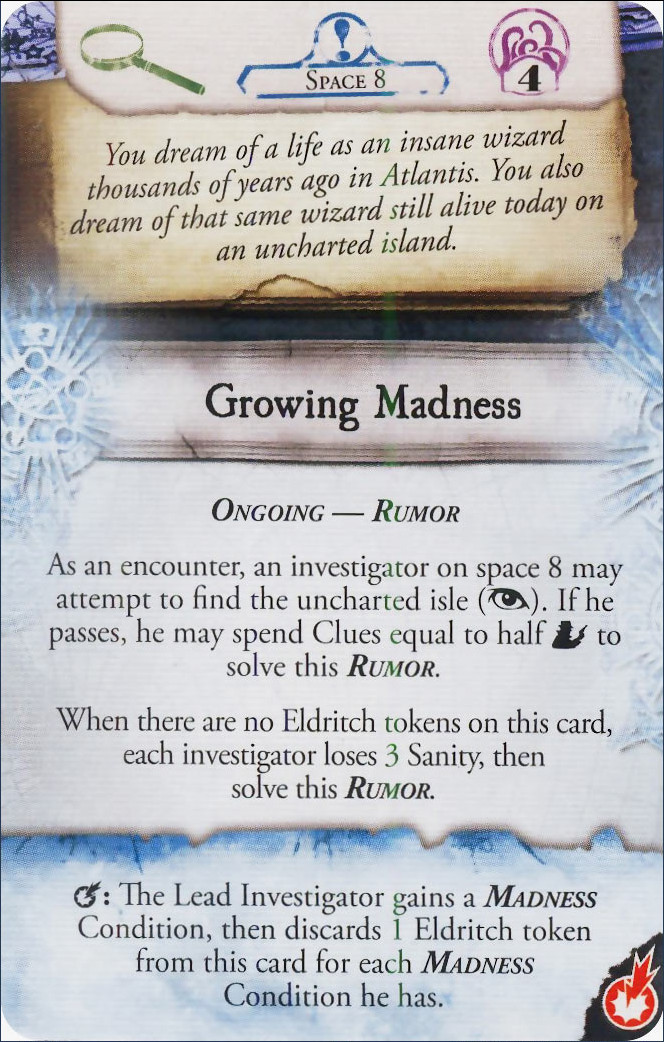 Space 8
4
You dream of a life as an insane wizard
thousands of years ago in Atlantis. You also
dream of that same wizard still alive today on
an uncharted island.
Growing Madness
Ongoing — Rumor
As an encounter, an investigator on space 8 may
attempt to find the uncharted isle ( ). If he
passes, he may spend Clues equal to half to
solve this Rumor.
When there are no Eldritch tokens on this card,
each investigator loses 3 Sanity, then
solve this Rumor.
: The Lead Investigator gains a Madness
Condition, then discards 1 Eldritch token
from this card for each Madness
Condition he has.